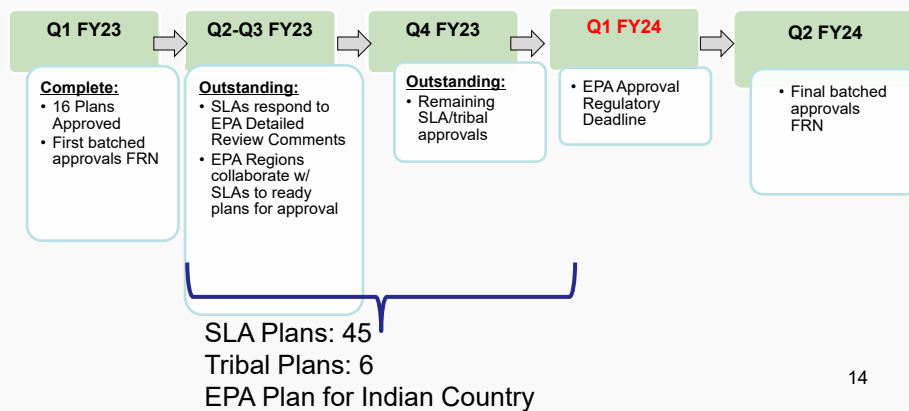 Q1 FY23
Complete:
• 16 Plans
Approved
• First batched
approvals FRN
Q2-Q3 FY23
Outstanding:
• SLAs respond to
EPA Detailed
Review Comments
• EPA Regions
collaborate w/
SLAs to ready
plans for approval
Q4 FY23
Outstanding:
• Remaining
SLA/tribal
approvals
Q1 FY24
• EPA Approval
Regulatory
Deadline
Q2 FY24
• Final batched
approvals
FRN
SLA Plans: 45
Tribal Plans: 6
EPA Plan for Indian Country
14